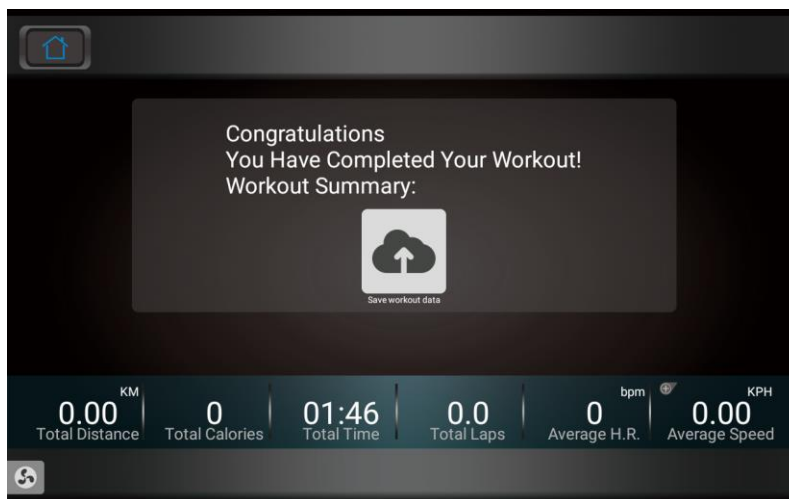 Congratulations
You Have Completed Your Workout!
Workout Summary:
Save workout data
KM
0.00
Total Distance
0
Total Calories
01:46
Total Time
0.0
Total Laps
bpm
0
Average H.R.
KPH
0.00
Average Speed